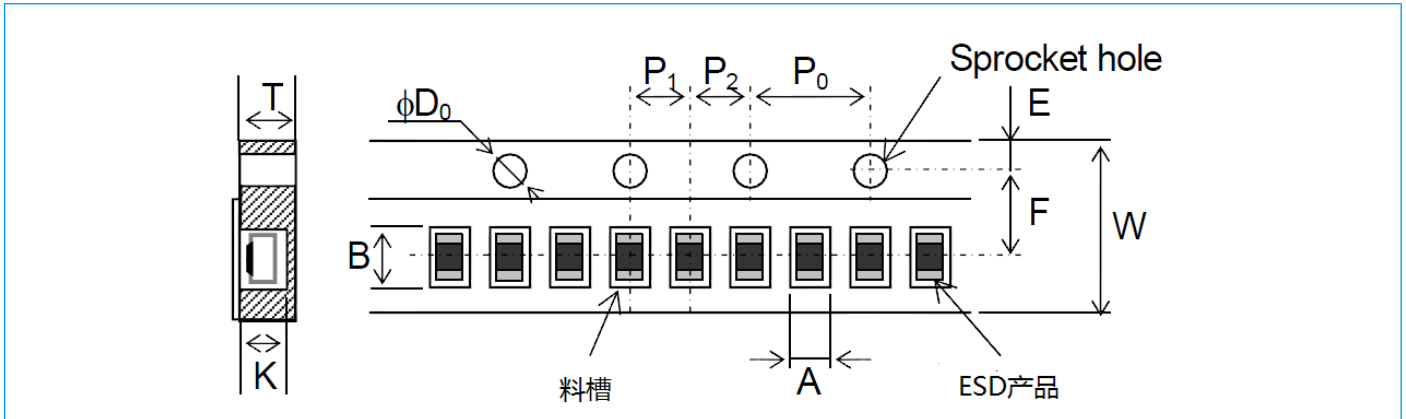 Sprocket hole
P₁
P₂
P₀
E
T
ϕD₀
F
W
B
K
料槽
A
ESD产品